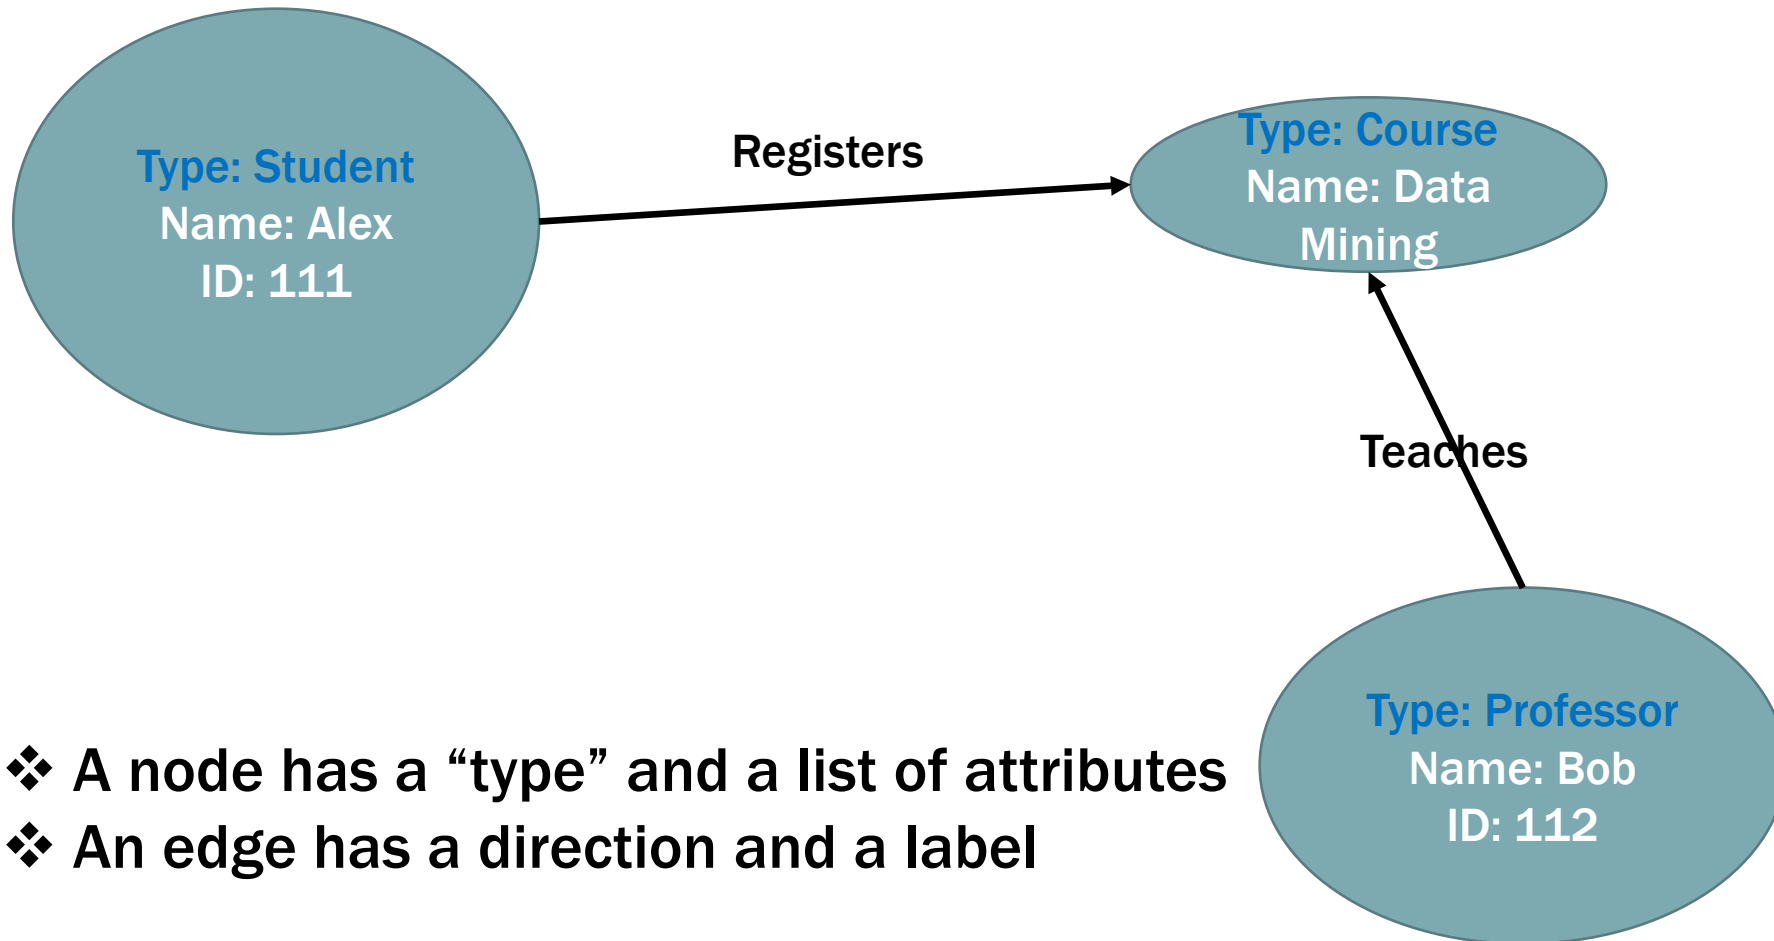 Type: Student
Name: Alex
ID: 111
Registers
Type: Course
Name: Data
Mining
Teaches
Type: Professor
Name: Bob
ID: 112
❖ A node has a “type” and a list of attributes
❖ An edge has a direction and a label